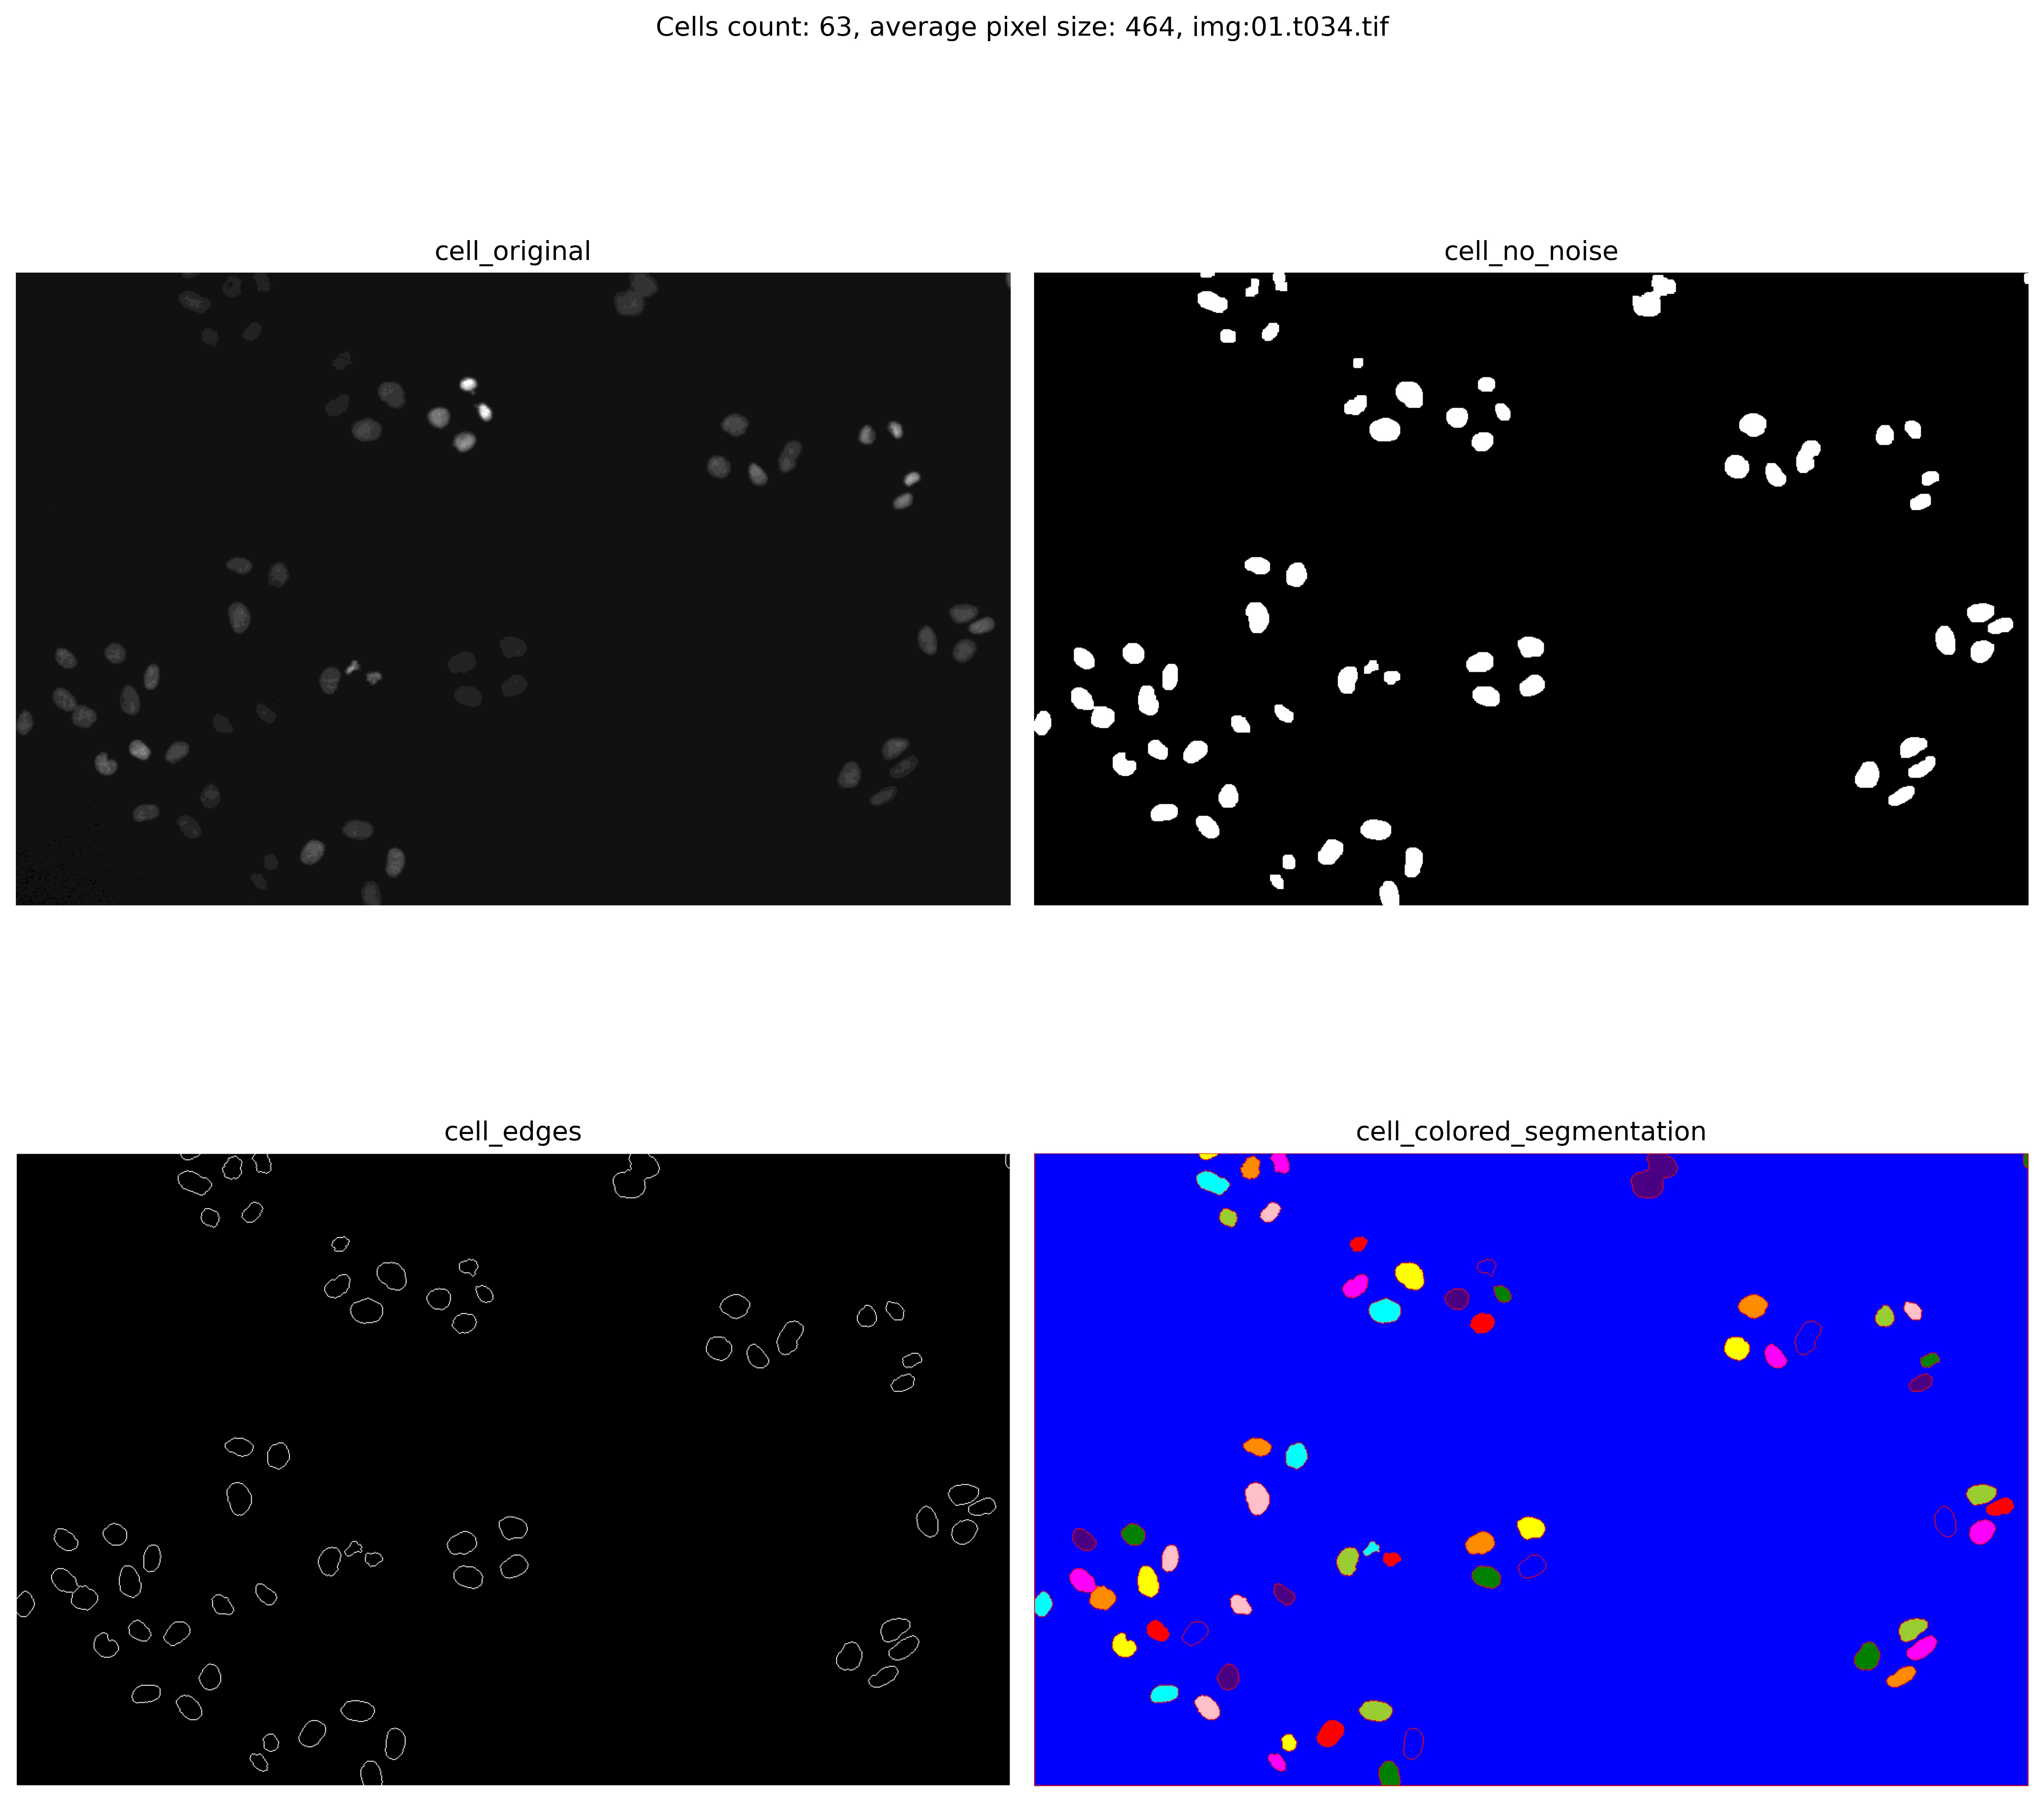 Cells count: 63, average pixel size: 464, img:01.t034.tif
cell_original
cell_no_noise
cell_edges
cell_colored_segmentation